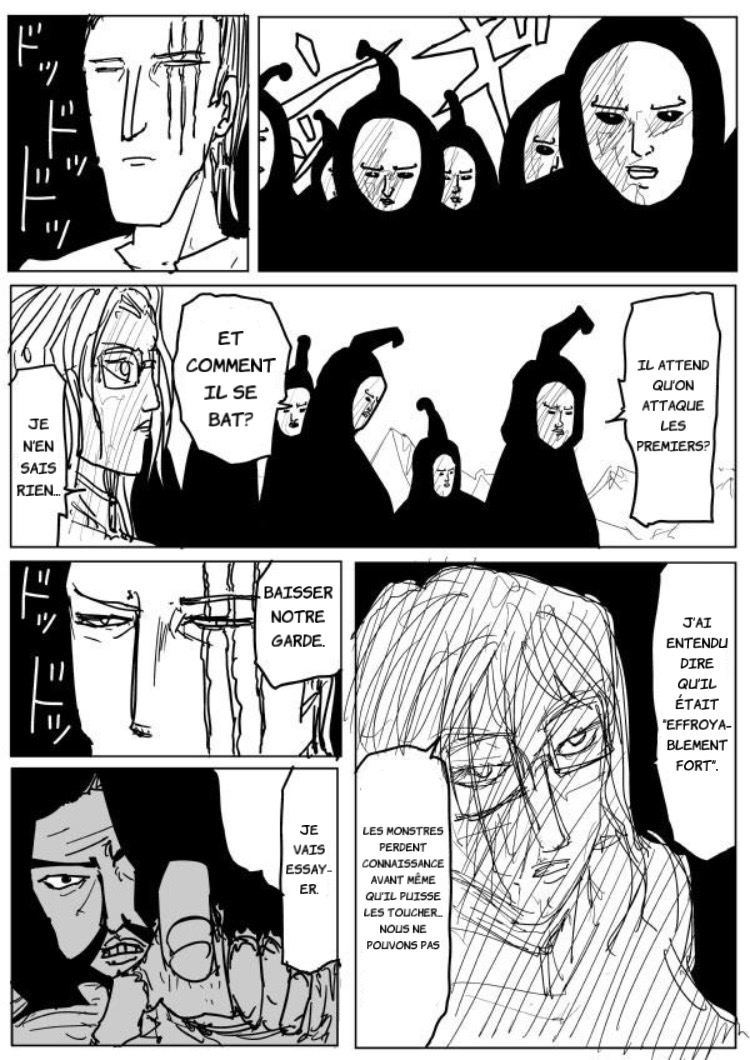 ドッ
ドドッ
ドドッ
IL ATTEND
QU'ON
ATTAQUE
LES
PREMIERS?
ET
COMMENT
IL SE
BAT?
JE
N'EN
SAIS
RIEN...
J'AI
ENTENDU
DIRE
QU'IL
ÉTAIT
"EFFROYA-
BLEMENT
FORT".
LES MONSTRES
PERDENT
CONNAISSANCE
AVANT MÊME
QU'IL PUISSE
LES TOUCHER...
NOUS NE
POUVONS PAS
BAISSER
NOTRE
GARDE.
ドッ
ドッ
JE
VAIS
ESSAY-
ER.